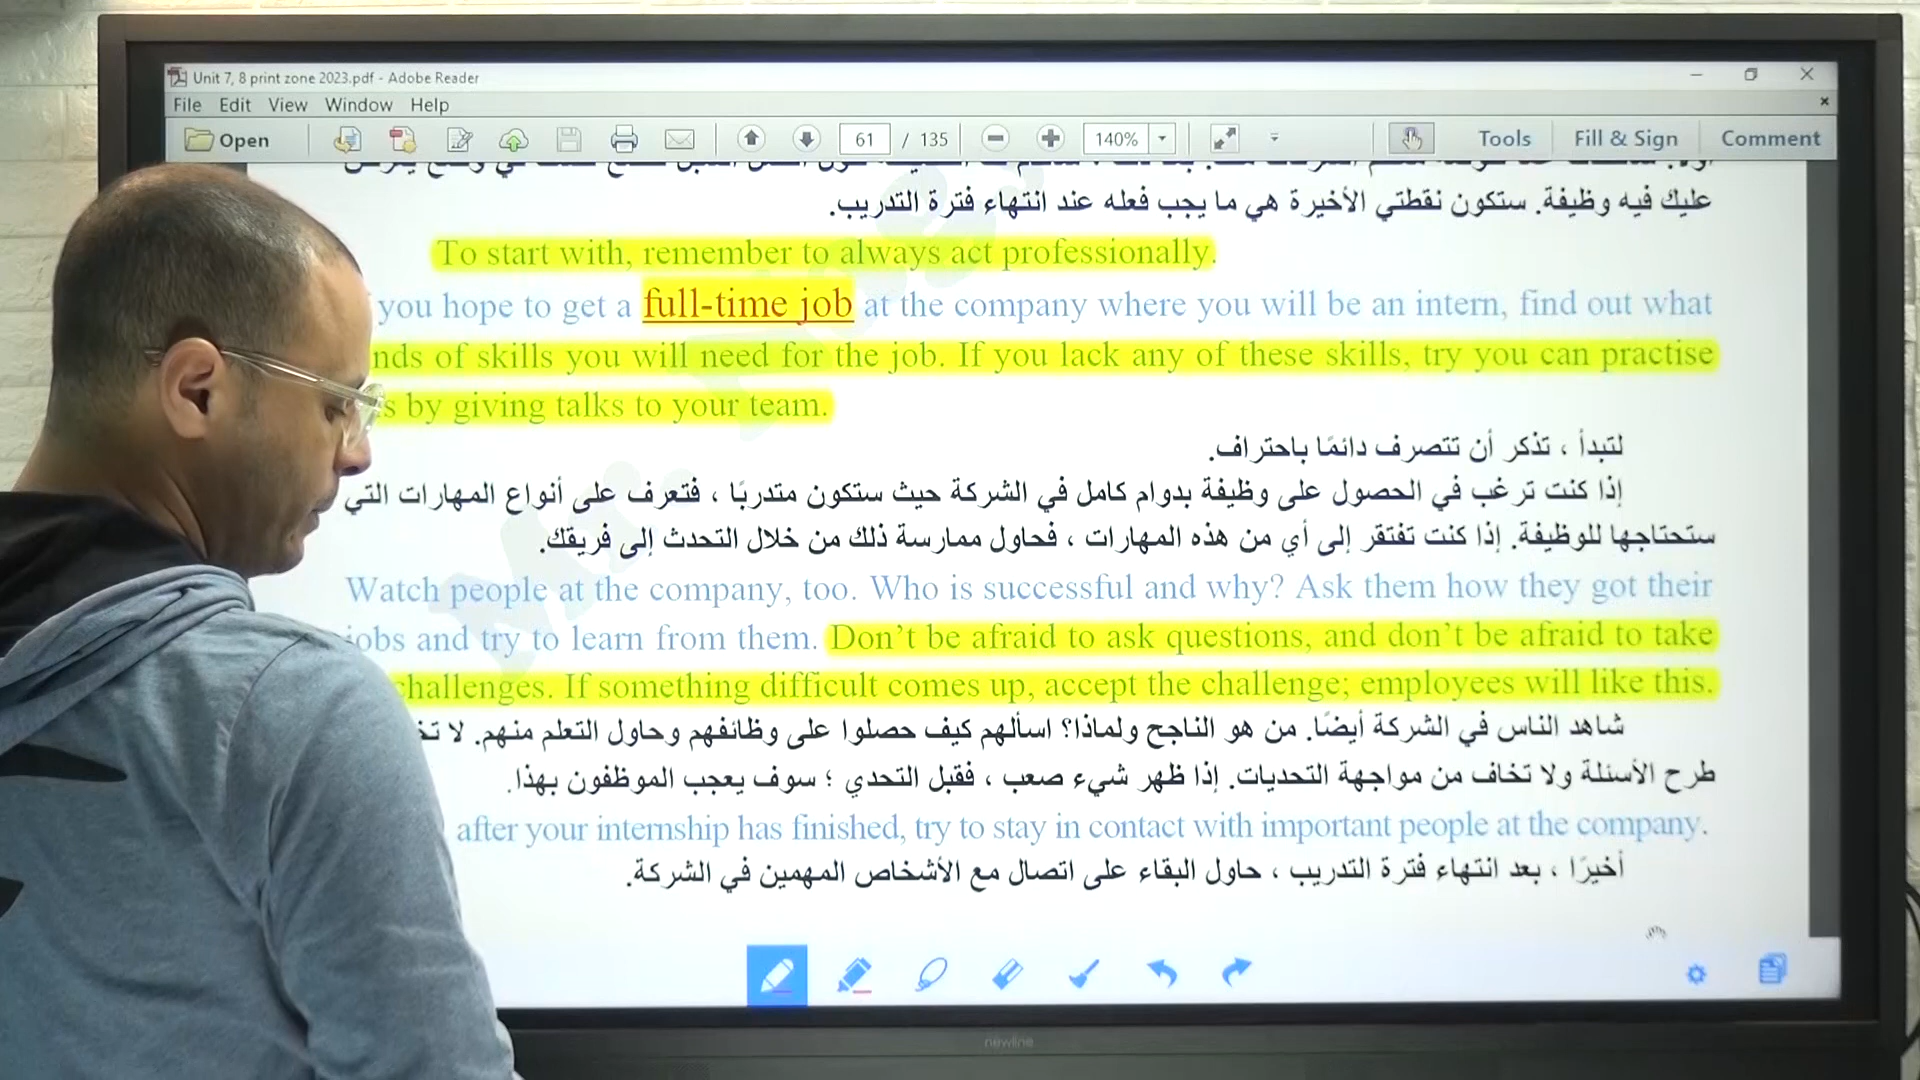 Unit 7, 8 print zone 2023.pdf - Adobe Reader
File Edit View Window Help
Open 61 / 135 140% Tools Fill & Sign Comment
عليك فيه وظيفة. ستكون نقطتي الأخيرة هي ما يجب فعله عند انتهاء فترة التدريب.
To start with, remember to always act professionally.
you hope to get a full-time job at the company where you will be an intern, find out what
nds of skills you will need for the job. If you lack any of these skills, try you can practise
s by giving talks to your team.
لتبدأ ، تذكر أن تتصرف دائمًا باحتراف.
إذا كنت ترغب في الحصول على وظيفة بدوام كامل في الشركة حيث ستكون متدربًا ، فتعرف على أنواع المهارات التي
ستحتاجها للوظيفة. إذا كنت تفتقر إلى أي من هذه المهارات ، فحاول ممارسة ذلك من خلال التحدث إلى فريقك.
Watch people at the company, too. Who is successful and why? Ask them how they got their
jobs and try to learn from them. Don’t be afraid to ask questions, and don’t be afraid to take
challenges. If something difficult comes up, accept the challenge; employees will like this.
شاهد الناس في الشركة أيضًا. من هو الناجح ولماذا؟ اسألهم كيف حصلوا على وظائفهم وحاول التعلم منهم. لا تخ
طرح الأسئلة ولا تخاف من مواجهة التحديات. إذا ظهر شيء صعب ، فقبل التحدي ؛ سوف يعجب الموظفون بهذا.
after your internship has finished, try to stay in contact with important people at the company.
أخيرًا ، بعد انتهاء فترة التدريب ، حاول البقاء على اتصال مع الأشخاص المهمين في الشركة.
newline